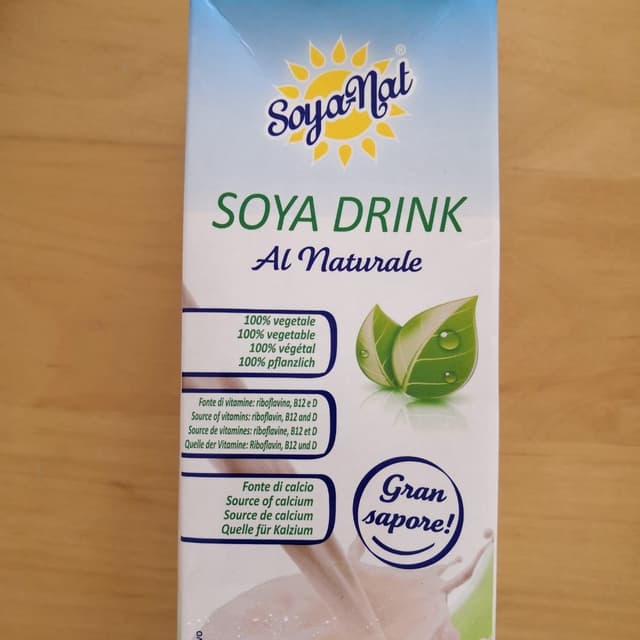 Soya-Nat®
SOYA DRINK
Al Naturale
100% vegetale
100% vegetable
100% végétal
100% pflanzlich
Fonte di vitamine: riboflavina, B12 e D
Source of vitamins: riboflavin, B12 and D
Source de vitamines: riboflavine, B12 et D
Quelle der Vitamine: Riboflavin, B12 und D
Fonte di calcio
Source of calcium
Source de calcium
Quelle für Kalzium
Gran
sapore!